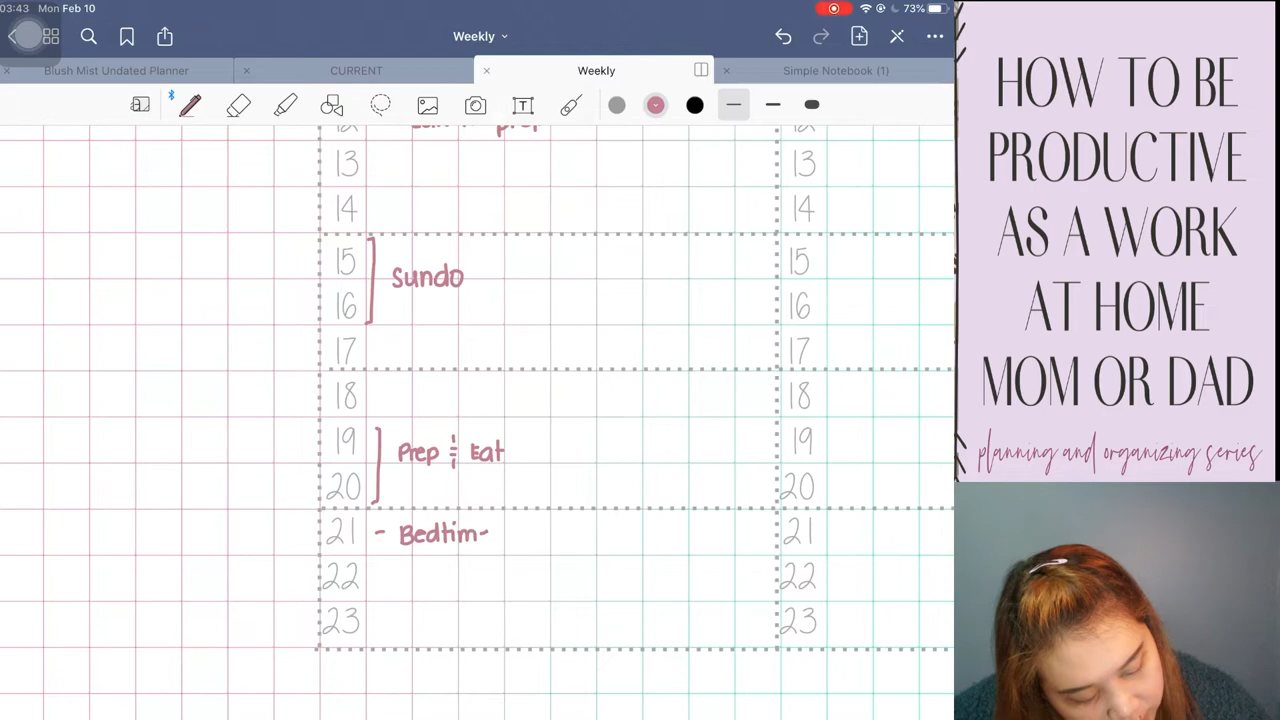 03:43 Mon Feb 10
73%
Weekly
Blush Mist Undated Planner
CURRENT
Weekly
Simple Notebook (1)
T
12 prep 12
13 13
14 14
15 Sundo 15
16 16
17 17
18 18
19 Prep & Eat 19
20 20
21 - Bedtim- 21
22 22
23 23
HOW TO BE
PRODUCTIVE
AS A WORK
AT HOME
MOM OR DAD
planning and organizing series